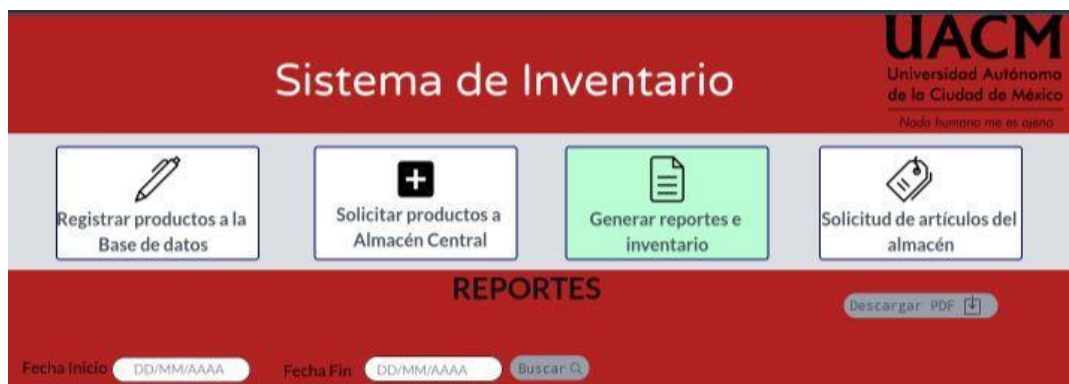 UACM
Universidad Autónoma
de la Ciudad de México
Nada humano me es ajeno
Sistema de Inventario
Registrar productos a la
Base de datos
Solicitar productos a
Almacén Central
Generar reportes e
inventario
Solicitud de artículos del
almacén
REPORTES
Descargar PDF
Fecha Inicio DD/MM/AAAA Fecha Fin DD/MM/AAAA Buscar